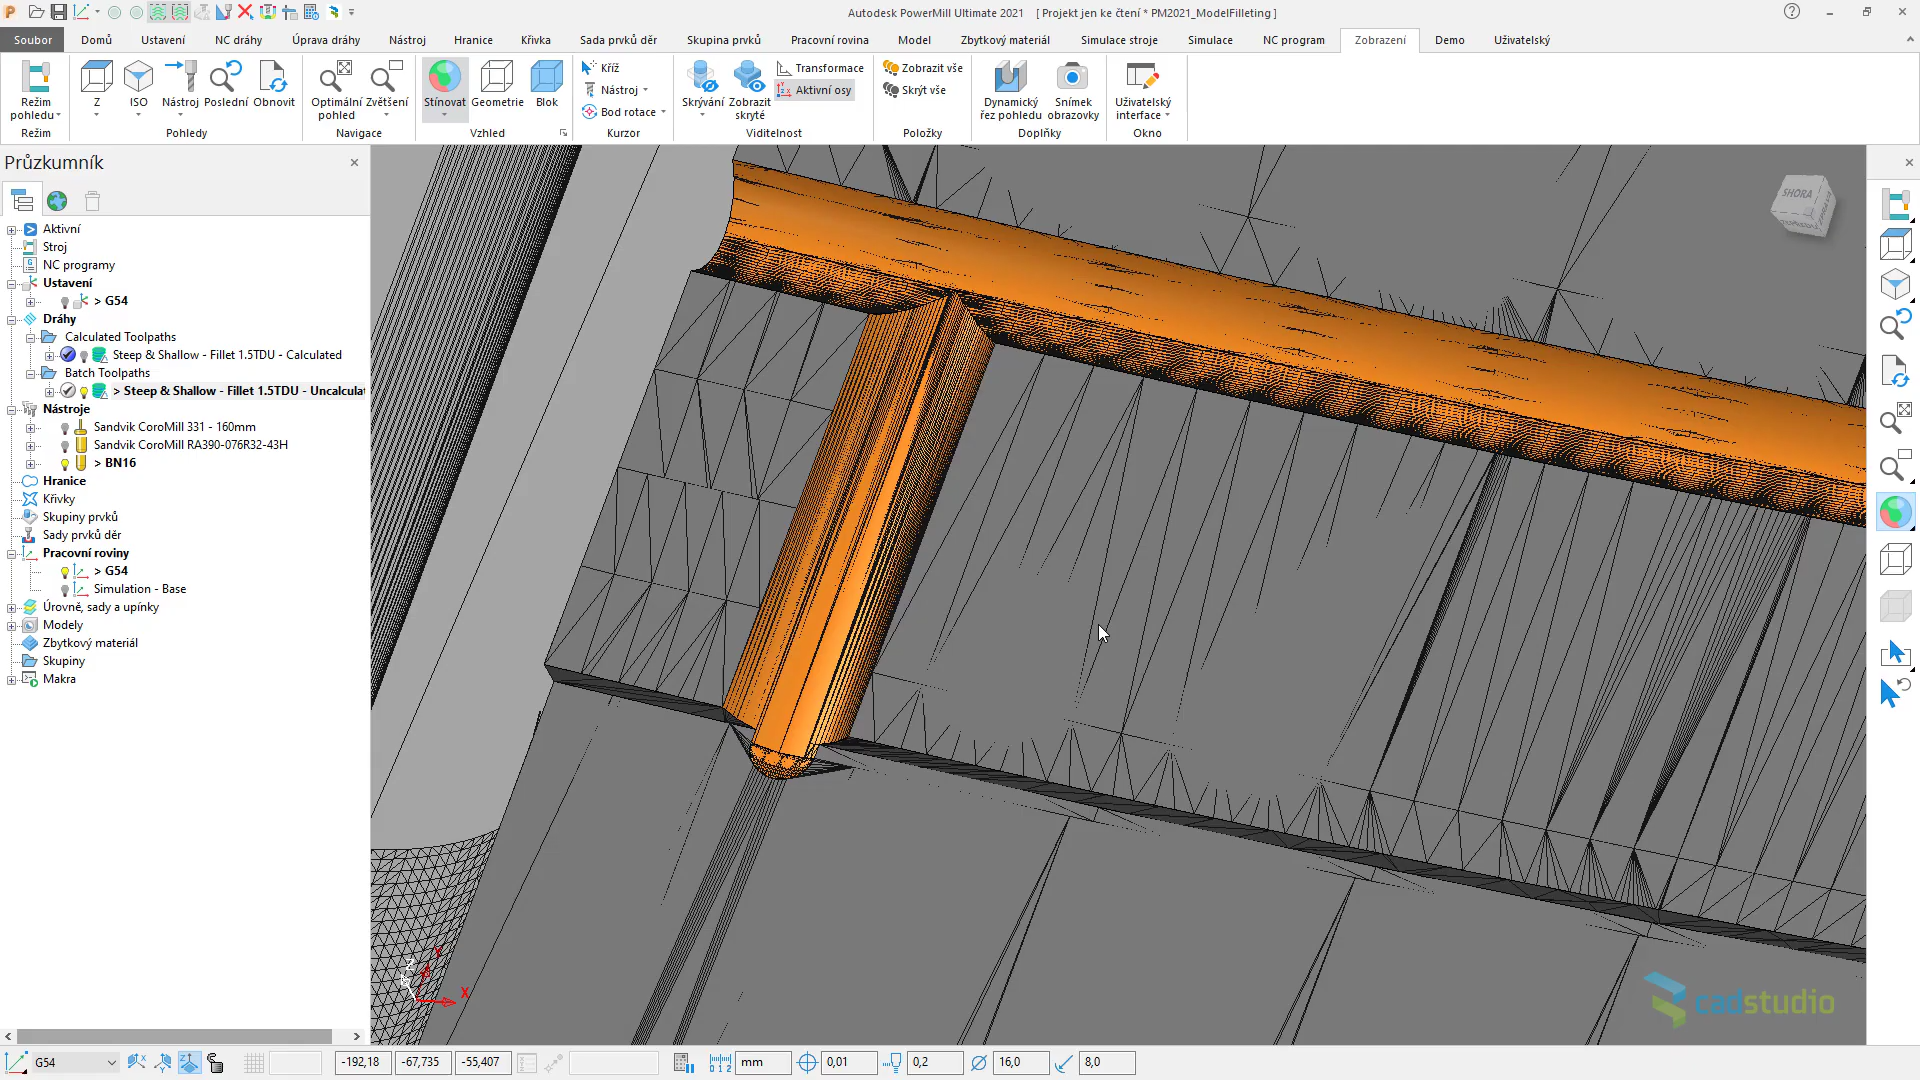 Autodesk PowerMill Ultimate 2021 [ Projekt jen ke čtení * PM2021_ModelFilleting ]
Soubor Domů Ustavení NC dráhy Úprava dráhy Nástroj Hranice Křivka Sada prvků děr Skupina prvků Pracovní rovina Model Zbytkový materiál Simulace stroje Simulace NC program Zobrazení Demo Uživatelský
Režim pohledu
Z
ISO
Nástroj
Poslední
Obnovit
Optimální pohled
Zvětšení
Stínovat
Geometrie
Blok
Kříž
Nástroj
Bod rotace
Skrývání
Zobrazit skryté
Transformace
Aktivní osy
Zobrazit vše
Skrýt vše
Dynamický řez pohledu
Snímek obrazovky
Uživatelský interface
Režim Pohledy Navigace Vzhled Kurzor Viditelnost Položky Doplňky Okno
Průzkumník
Aktivní
Stroj
NC programy
Ustavení
> G54
Dráhy
Calculated Toolpaths
Steep & Shallow - Fillet 1.5TDU - Calculated
Batch Toolpaths
> Steep & Shallow - Fillet 1.5TDU - Uncalculat
Nástroje
Sandvik CoroMill 331 - 160mm
Sandvik CoroMill RA390-076R32-43H
> BN16
Hranice
Křivky
Skupiny prvků
Sady prvků děr
Pracovní roviny
> G54
Simulation - Base
Úrovně, sady a upínky
Modely
Zbytkový materiál
Skupiny
Makra
SHORA
Y
Z
X
cadstudio
G54 -192,18 -67,735 -55,407 mm 0,01 0,2 16,0 8,0